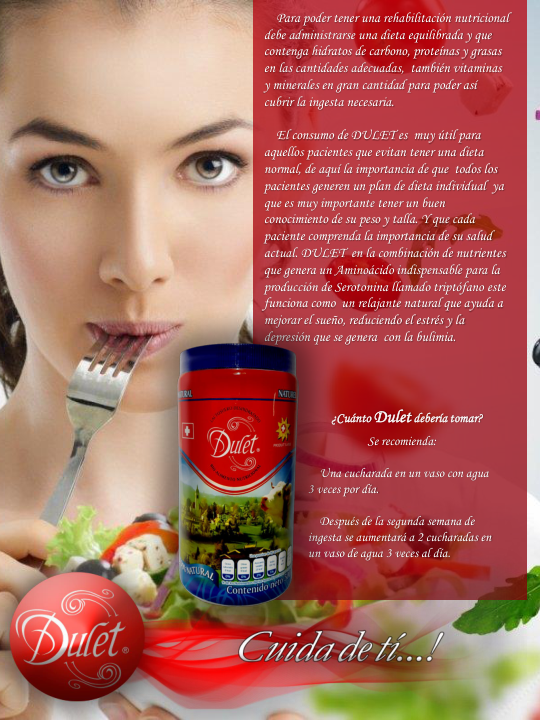 Para poder tener una rehabilitación nutricional
debe administrarse una dieta equilibrada y que
contenga hidratos de carbono, proteínas y grasas
en las cantidades adecuadas, también vitaminas
y minerales en gran cantidad para poder así
cubrir la ingesta necesaria.
El consumo de DULET es muy útil para
aquellos pacientes que evitan tener una dieta
normal, de aquí la importancia de que todos los
pacientes generen un plan de dieta individual ya
que es muy importante tener un buen
conocimiento de su peso y talla. Y que cada
paciente comprenda la importancia de su salud
actual. DULET en la combinación de nutrientes
que genera un Aminoácido indispensable para la
producción de Serotonina llamado triptófano este
funciona como un relajante natural que ayuda a
mejorar el sueño, reduciendo el estrés y la
depresión que se genera con la bulimia.
¿Cuánto Dulet debería tomar?
Se recomienda:
Una cucharada en un vaso con agua
3 veces por día.
Después de la segunda semana de
ingesta se aumentará a 2 cucharadas en
un vaso de agua 3 veces al día.
Dulet®
NATURAL
Contenido neto
Dulet®
Cuida de tí...!